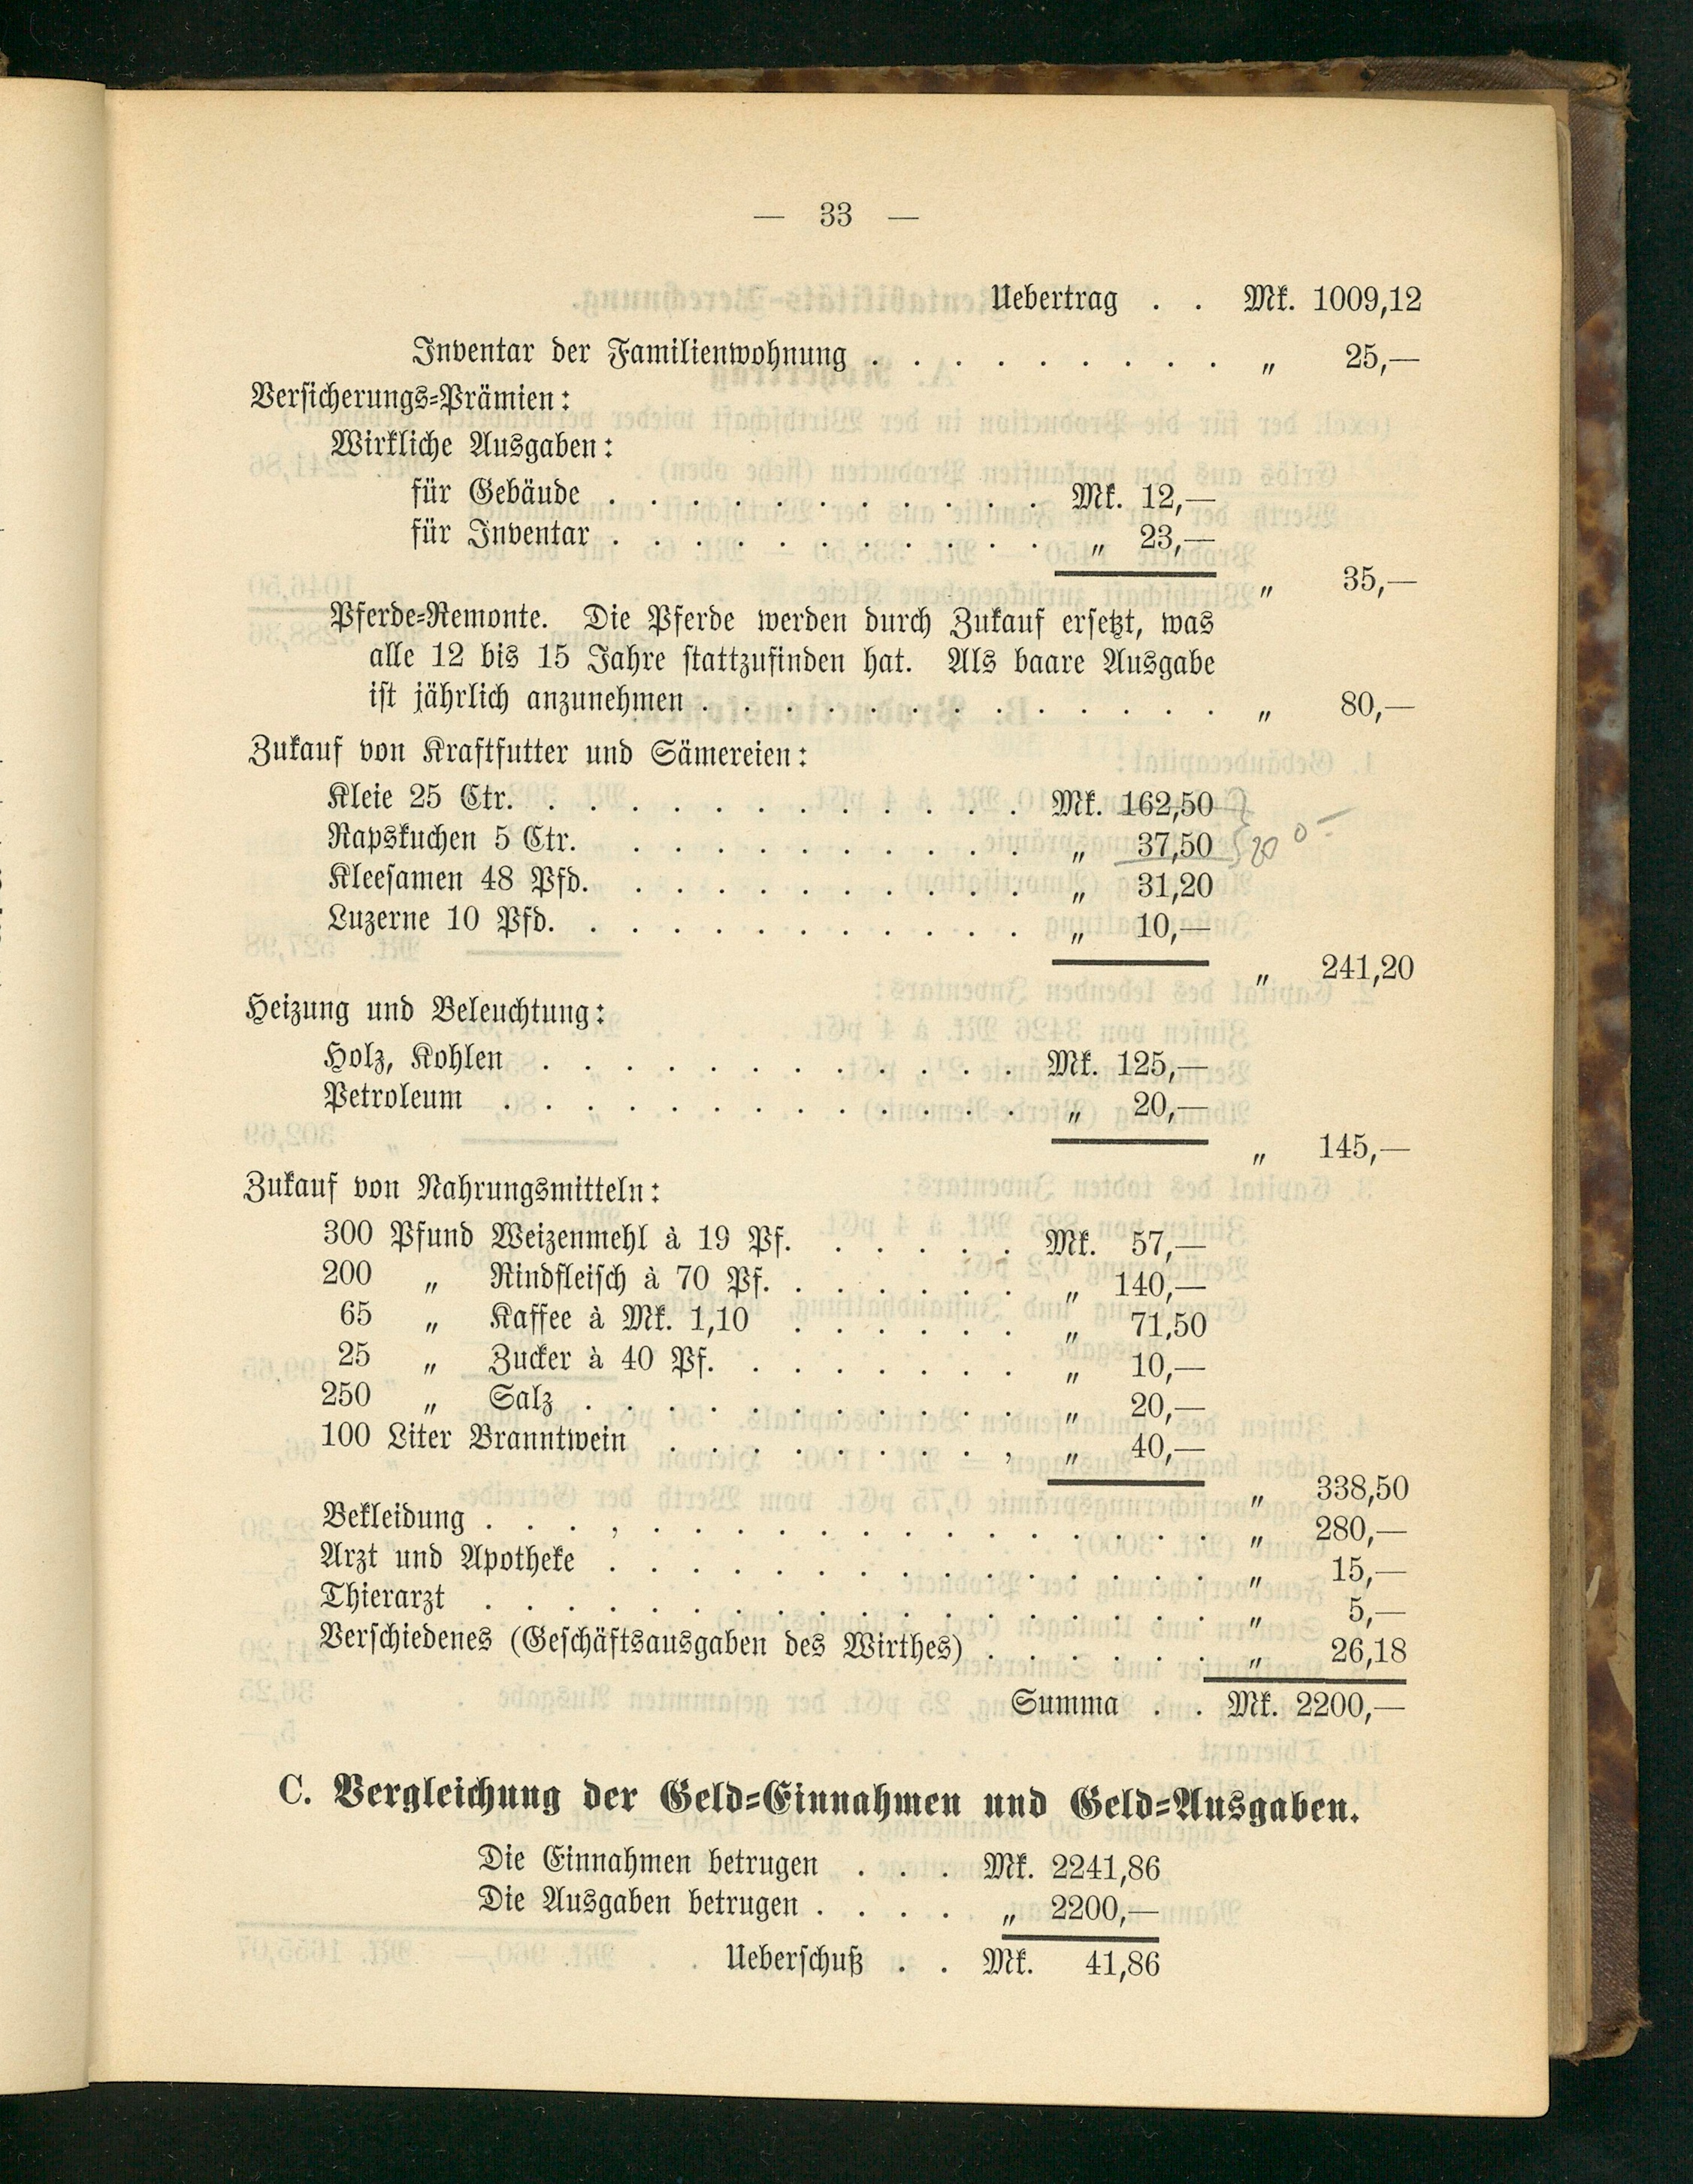 — 33 —
Uebertrag . . Mk. 1009,12
Inventar der Familienwohnung . . . . . . . . . „ 25,—
Versicherungs-Prämien:
Wirkliche Ausgaben:
für Gebäude . . . . . . . . . . . Mk. 12,—
für Inventar . . . . . . . . . . . „ 23,—
„ 35,—
Pferde-Remonte. Die Pferde werden durch Zukauf ersetzt, was
alle 12 bis 15 Jahre stattzufinden hat. Als baare Ausgabe
ist jährlich anzunehmen . . . . . . . . . . . . . „ 80,—
Zukauf von Kraftfutter und Sämereien:
Kleie 25 Ctr. . . . . . . . . . . . . Mk. 162,50
Rapskuchen 5 Ctr. . . . . . . . . . . „ 37,50 200 —
Kleesamen 48 Pfd. . . . . . . . . . . „ 31,20
Luzerne 10 Pfd. . . . . . . . . . . . „ 10,—
„ 241,20
Heizung und Beleuchtung:
Holz, Kohlen . . . . . . . . . . . . Mk. 125,—
Petroleum . . . . . . . . . . . . . „ 20,—
„ 145,—
Zukauf von Nahrungsmitteln:
300 Pfund Weizenmehl à 19 Pf. . . . . . Mk. 57,—
200 „ Rindfleisch à 70 Pf. . . . . . . „ 140,—
65 „ Kaffee à Mk. 1,10 . . . . . . „ 71,50
25 „ Zucker à 40 Pf. . . . . . . . „ 10,—
250 „ Salz . . . . . . . . . . . „ 20,—
100 Liter Branntwein . . . . . . . . , „ 40,—
„ 338,50
Bekleidung . . . , . . . . . . . . . . . . . . „ 280,—
Arzt und Apotheke . . . . . . . . . . . . . . . „ 15,—
Thierarzt . . . . . . . . . . . . . . . . . . „ 5,—
Verschiedenes (Geschäftsausgaben des Wirthes) . . . . . . „ 26,18
Summa . . Mk. 2200,—
C. Vergleichung der Geld-Einnahmen und Geld-Ausgaben.
Die Einnahmen betrugen . . . Mk. 2241,86
Die Ausgaben betrugen . . . . „ 2200,—
Ueberschuß . . Mk. 41,86